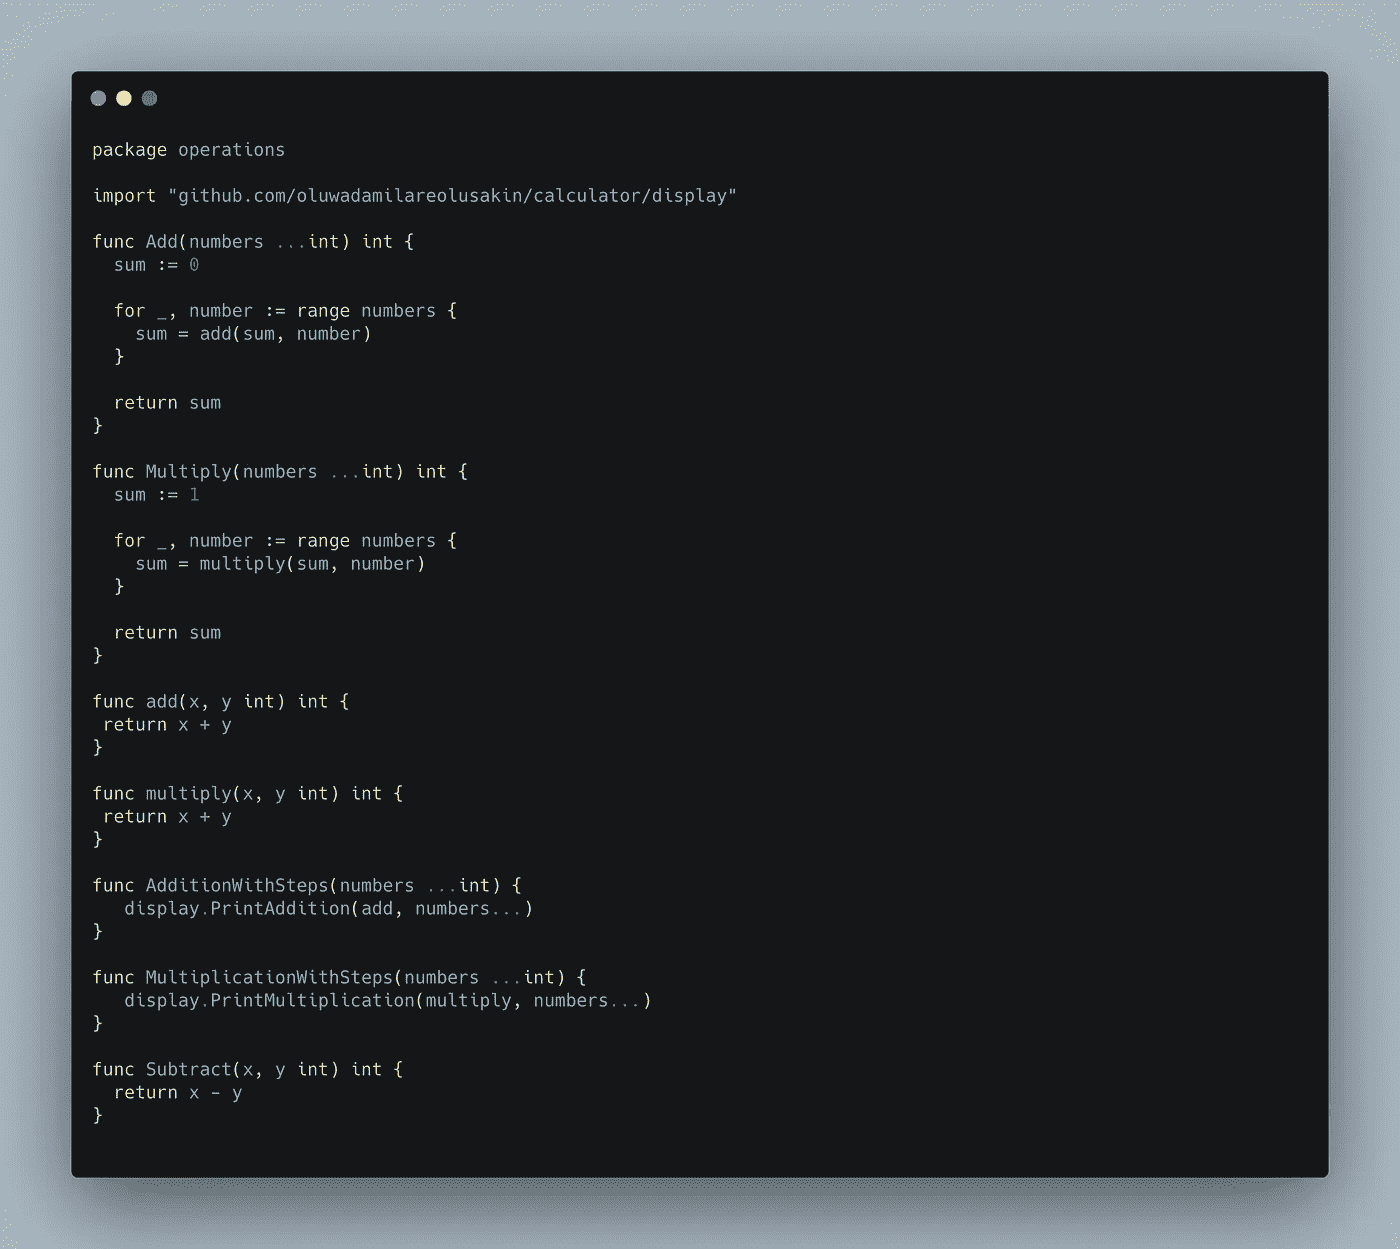 package operations

import "github.com/oluwadamilareolusakin/calculator/display"

func Add(numbers ...int) int {
  sum := 0

  for _, number := range numbers {
    sum = add(sum, number)
  }

  return sum
}

func Multiply(numbers ...int) int {
  sum := 1

  for _, number := range numbers {
    sum = multiply(sum, number)
  }

  return sum
}

func add(x, y int) int {
 return x + y
}

func multiply(x, y int) int {
 return x + y
}

func AdditionWithSteps(numbers ...int) {
   display.PrintAddition(add, numbers...)
}

func MultiplicationWithSteps(numbers ...int) {
   display.PrintMultiplication(multiply, numbers...)
}

func Subtract(x, y int) int {
  return x - y
}